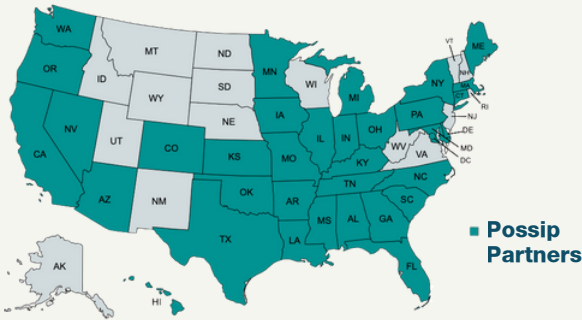 WA
MT
ND
OR
ID
WY
SD
MN
WI
MI
NE
IA
NV
UT
CO
CA
KS
MO
IL
IN
OH
KY
PA
NY
VT
NH
ME
MA
CT
RI
NJ
DE
MD
DC
WV
VA
NC
TN
SC
AZ
NM
OK
AR
MS
AL
GA
TX
LA
FL
AK
HI
Possip
Partners